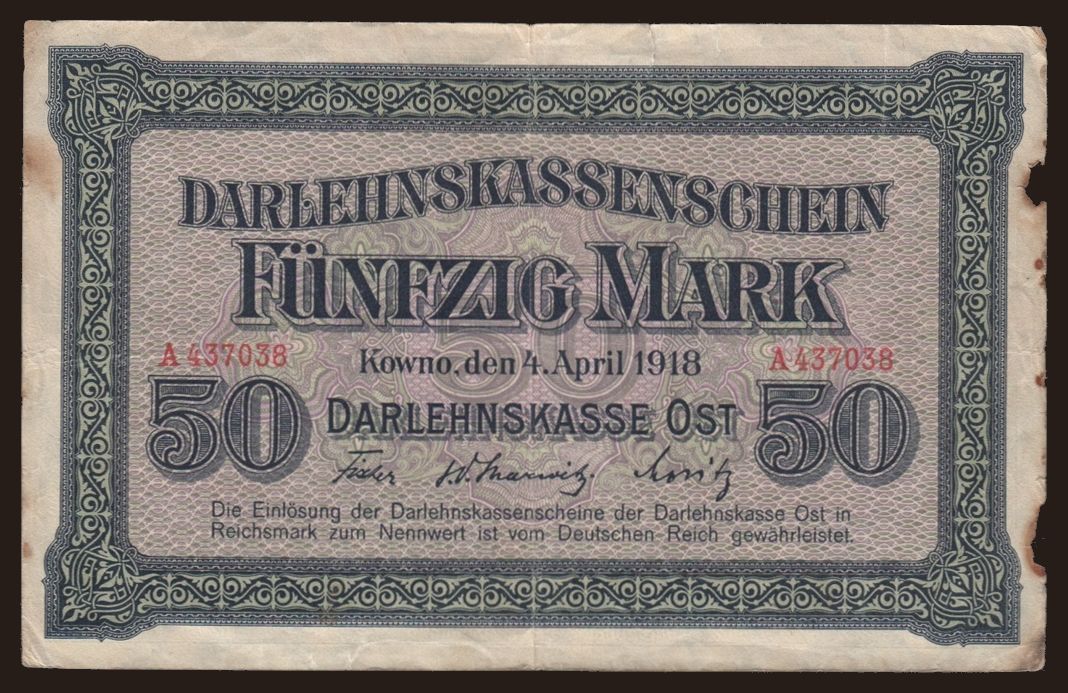 DARLEHNSKASSENSCHEIN
FÜNFZIG MARK
A 437038 A 437038
Kowno, den 4. April 1918
50 50
DARLEHNSKASSE OST
Die Einlösung der Darlehnskassenscheine der Darlehnskasse Ost in
Reichsmark zum Nennwert ist vom Deutschen Reich gewährleistet.